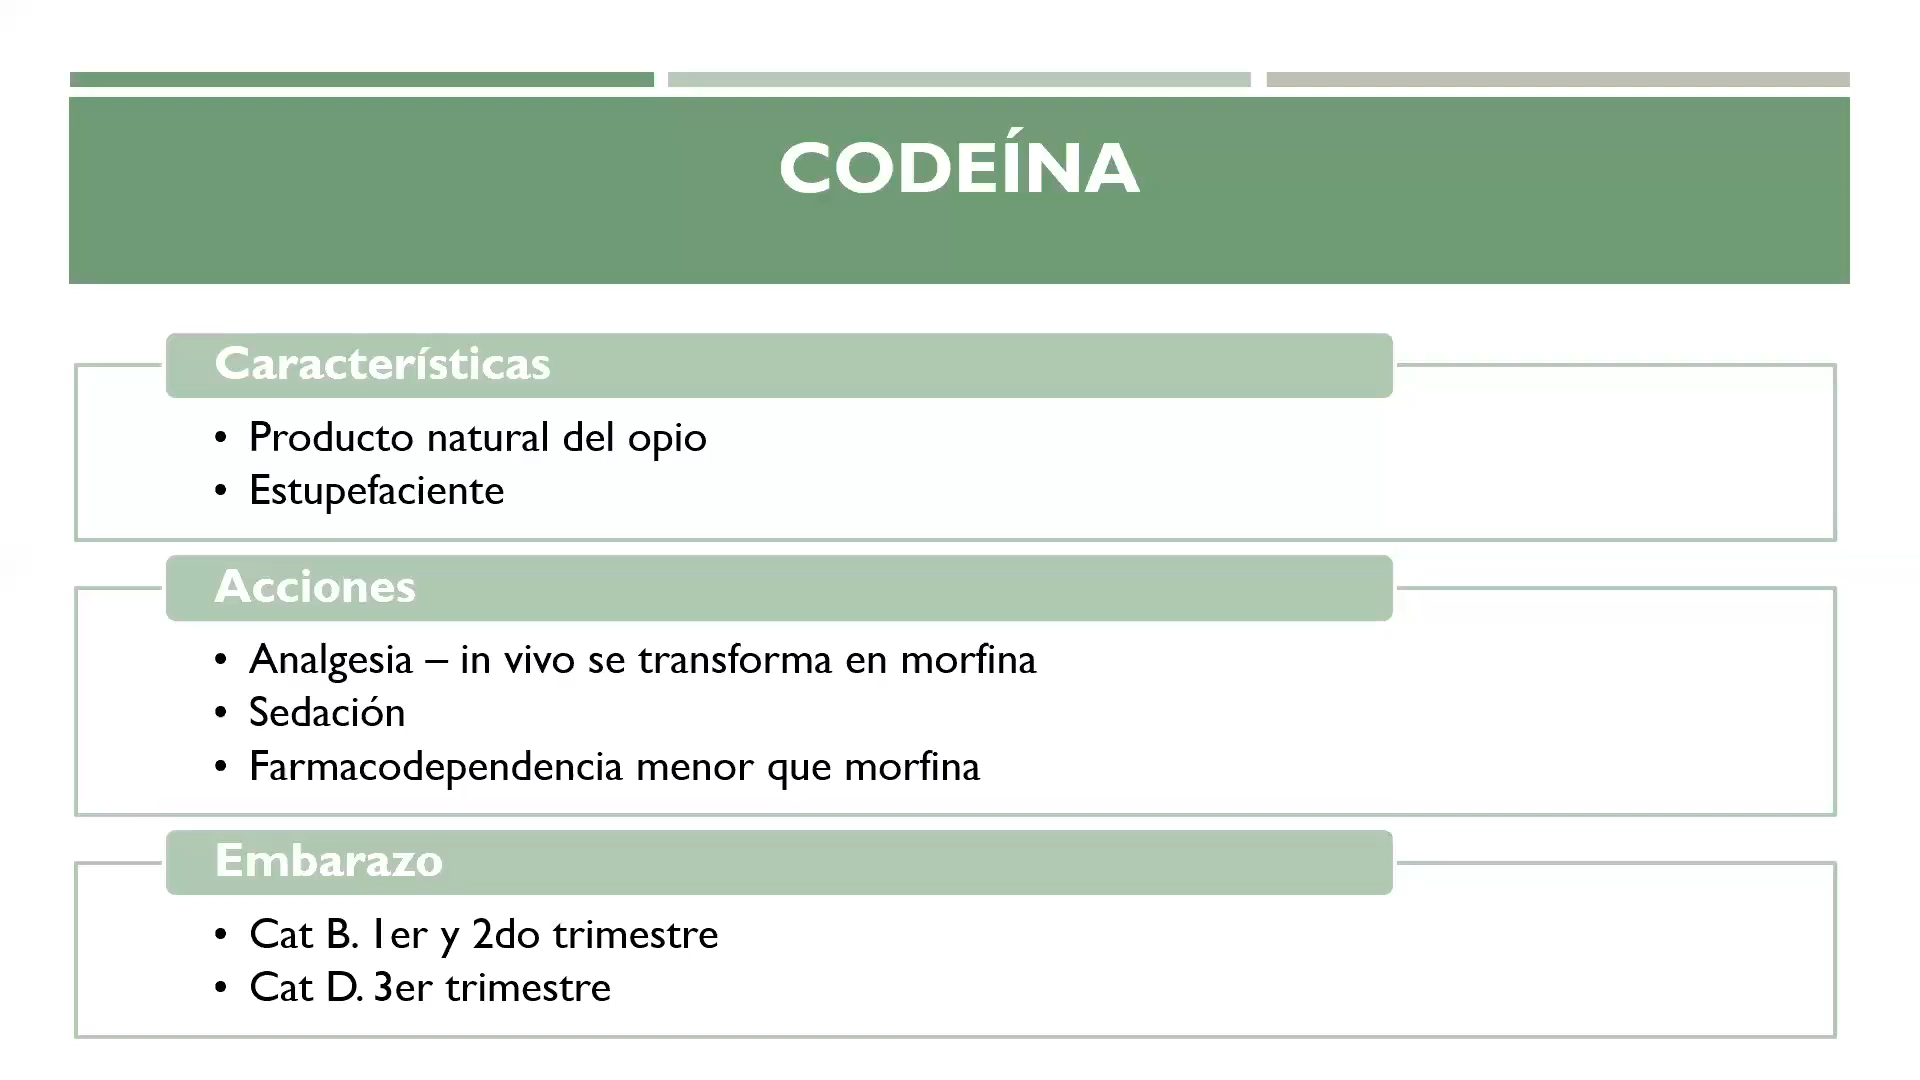 CODEÍNA
Características
• Producto natural del opio
• Estupefaciente
Acciones
• Analgesia – in vivo se transforma en morfina
• Sedación
• Farmacodependencia menor que morfina
Embarazo
• Cat B. 1er y 2do trimestre
• Cat D. 3er trimestre